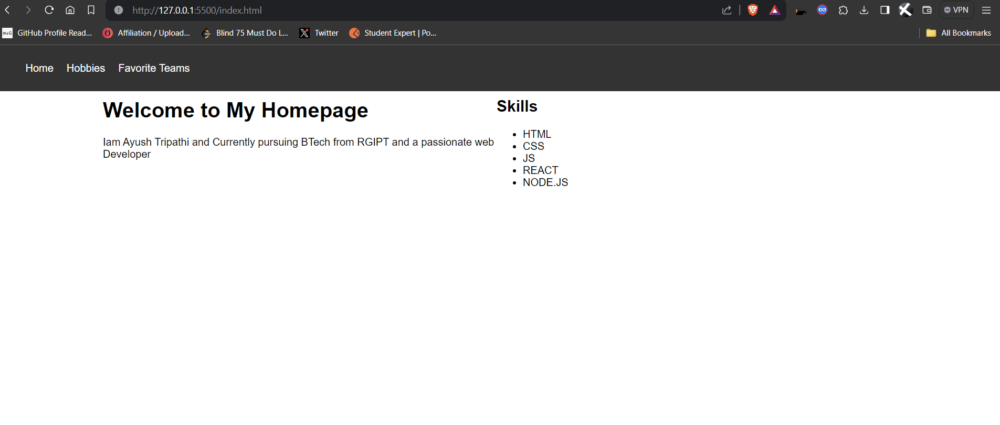 http://127.0.0.1:5500/index.html
VPN
m↓G GitHub Profile Read... Affiliation / Upload... Blind 75 Must Do L... Twitter Student Expert | Po... All Bookmarks
Home Hobbies Favorite Teams
Welcome to My Homepage
Iam Ayush Tripathi and Currently pursuing BTech from RGIPT and a passionate web
Developer
Skills
HTML
CSS
JS
REACT
NODE.JS